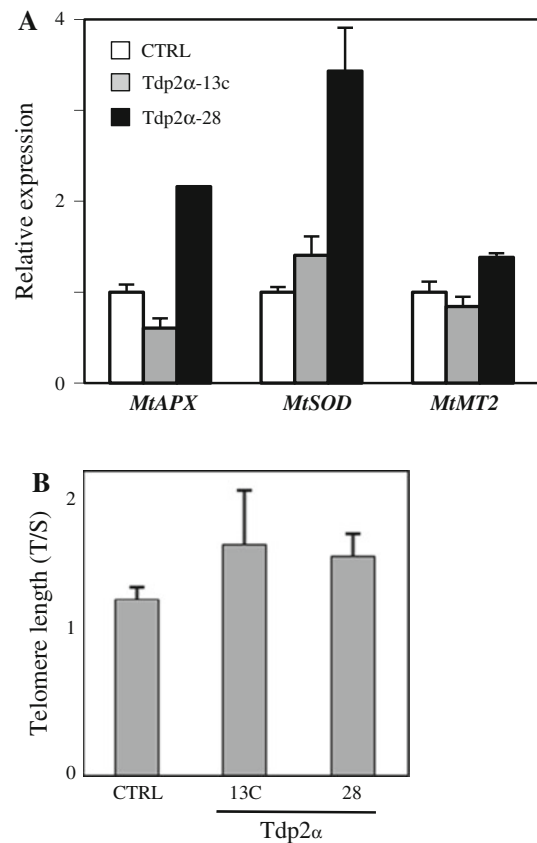 A
4
CTRL
Tdp2α-13c
Tdp2α-28
2
0
Relative expression
MtAPX MtSOD MtMT2
B
2
1
0
Telomere length (T/S)
CTRL 13C 28
Tdp2α